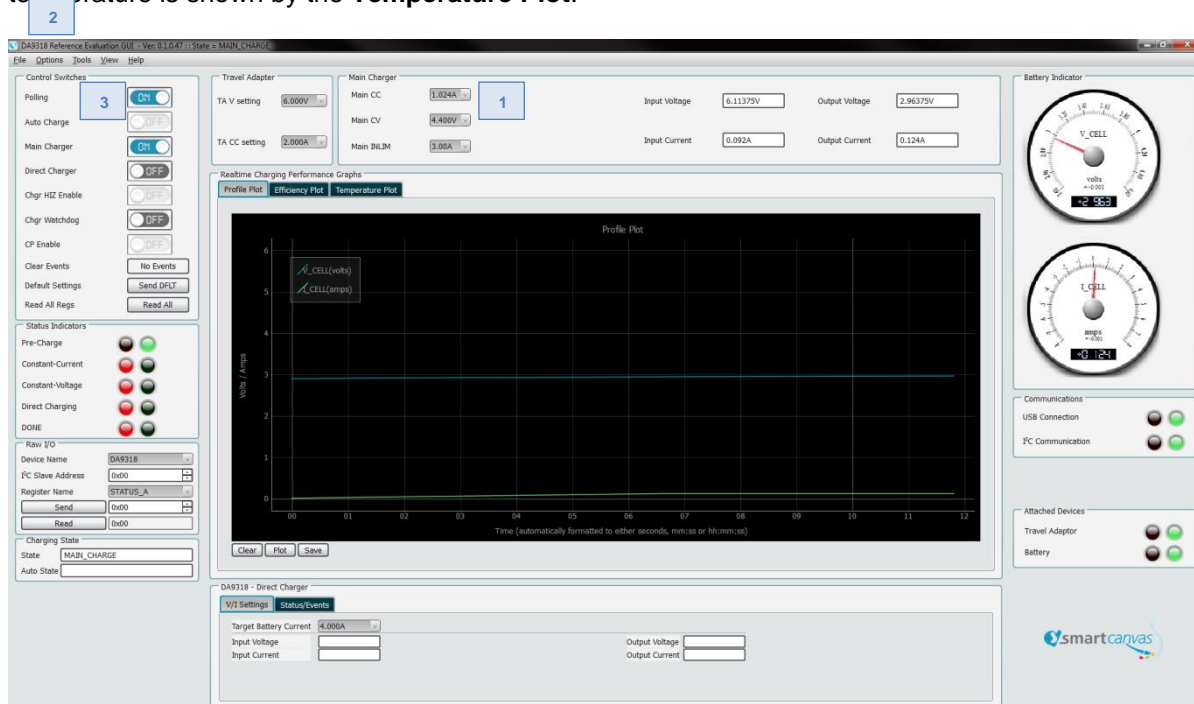 temperature is shown by the Temperature Plot.
2
DA9318 Reference Evaluation GUI - Ver: 0.1.0.47 :: State = MAIN_CHARGE
File Options Tools View Help
Control Switches
Polling ON
3
Auto Charge OFF
Main Charger ON
Direct Charger OFF
Chgr HIZ Enable OFF
Chgr Watchdog OFF
CP Enable OFF
Clear Events No Events
Default Settings Send DFLT
Read All Regs Read All
Status Indicators
Pre-Charge
Constant-Current
Constant-Voltage
Direct Charging
DONE
Raw I/O
Device Name DA9318
I²C Slave Address 0x00
Register Name STATUS_A
Send 0x00
Read 0x00
Charging State
State MAIN_CHARGE
Auto State
Travel Adapter
TA V setting 6.000V
TA CC setting 2.000A
Main Charger
Main CC 1.024A
Main CV 4.400V
Main INLIM 3.00A
1
Input Voltage 6.11375V Output Voltage 2.96375V
Input Current 0.092A Output Current 0.124A
Realtime Charging Performance Graphs
Profile Plot Efficiency Plot Temperature Plot
Profile Plot
V_CELL(volts)
I_CELL(amps)
6
5
4
3
2
1
0
Volts / Amps
00 01 02 03 04 05 06 07 08 09 10 11 12
Time (automatically formatted to either seconds, mm:ss or hh:mm:ss)
Clear Plot Save
DA9318 - Direct Charger
V/I Settings Status/Events
Target Battery Current 4.000A
Input Voltage Output Voltage
Input Current Output Current
Battery Indicator
V_CELL
volts
+-0.001
+2 963
I_CELL
amps
+-0.001
+0 124
Communications
USB Connection
I²C Communication
Attached Devices
Travel Adaptor
Battery
smartcanvas